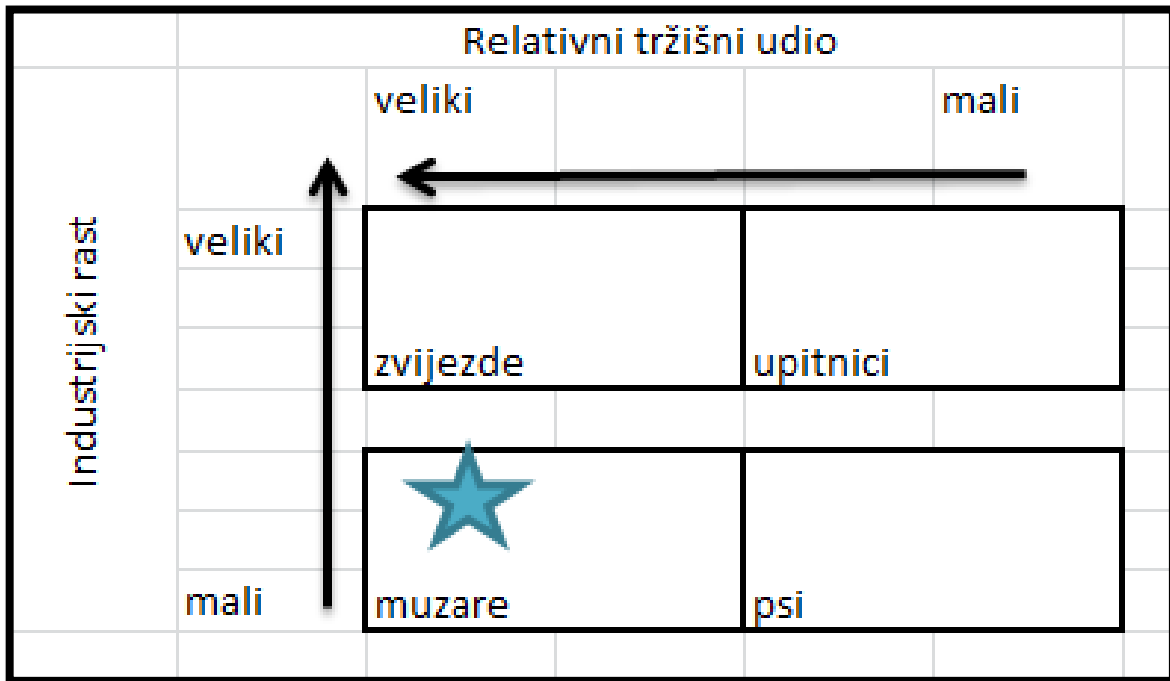 Relativni tržišni udio
veliki
mali
Industrijski rast
veliki
zvijezde
upitnici
mali
muzare
psi